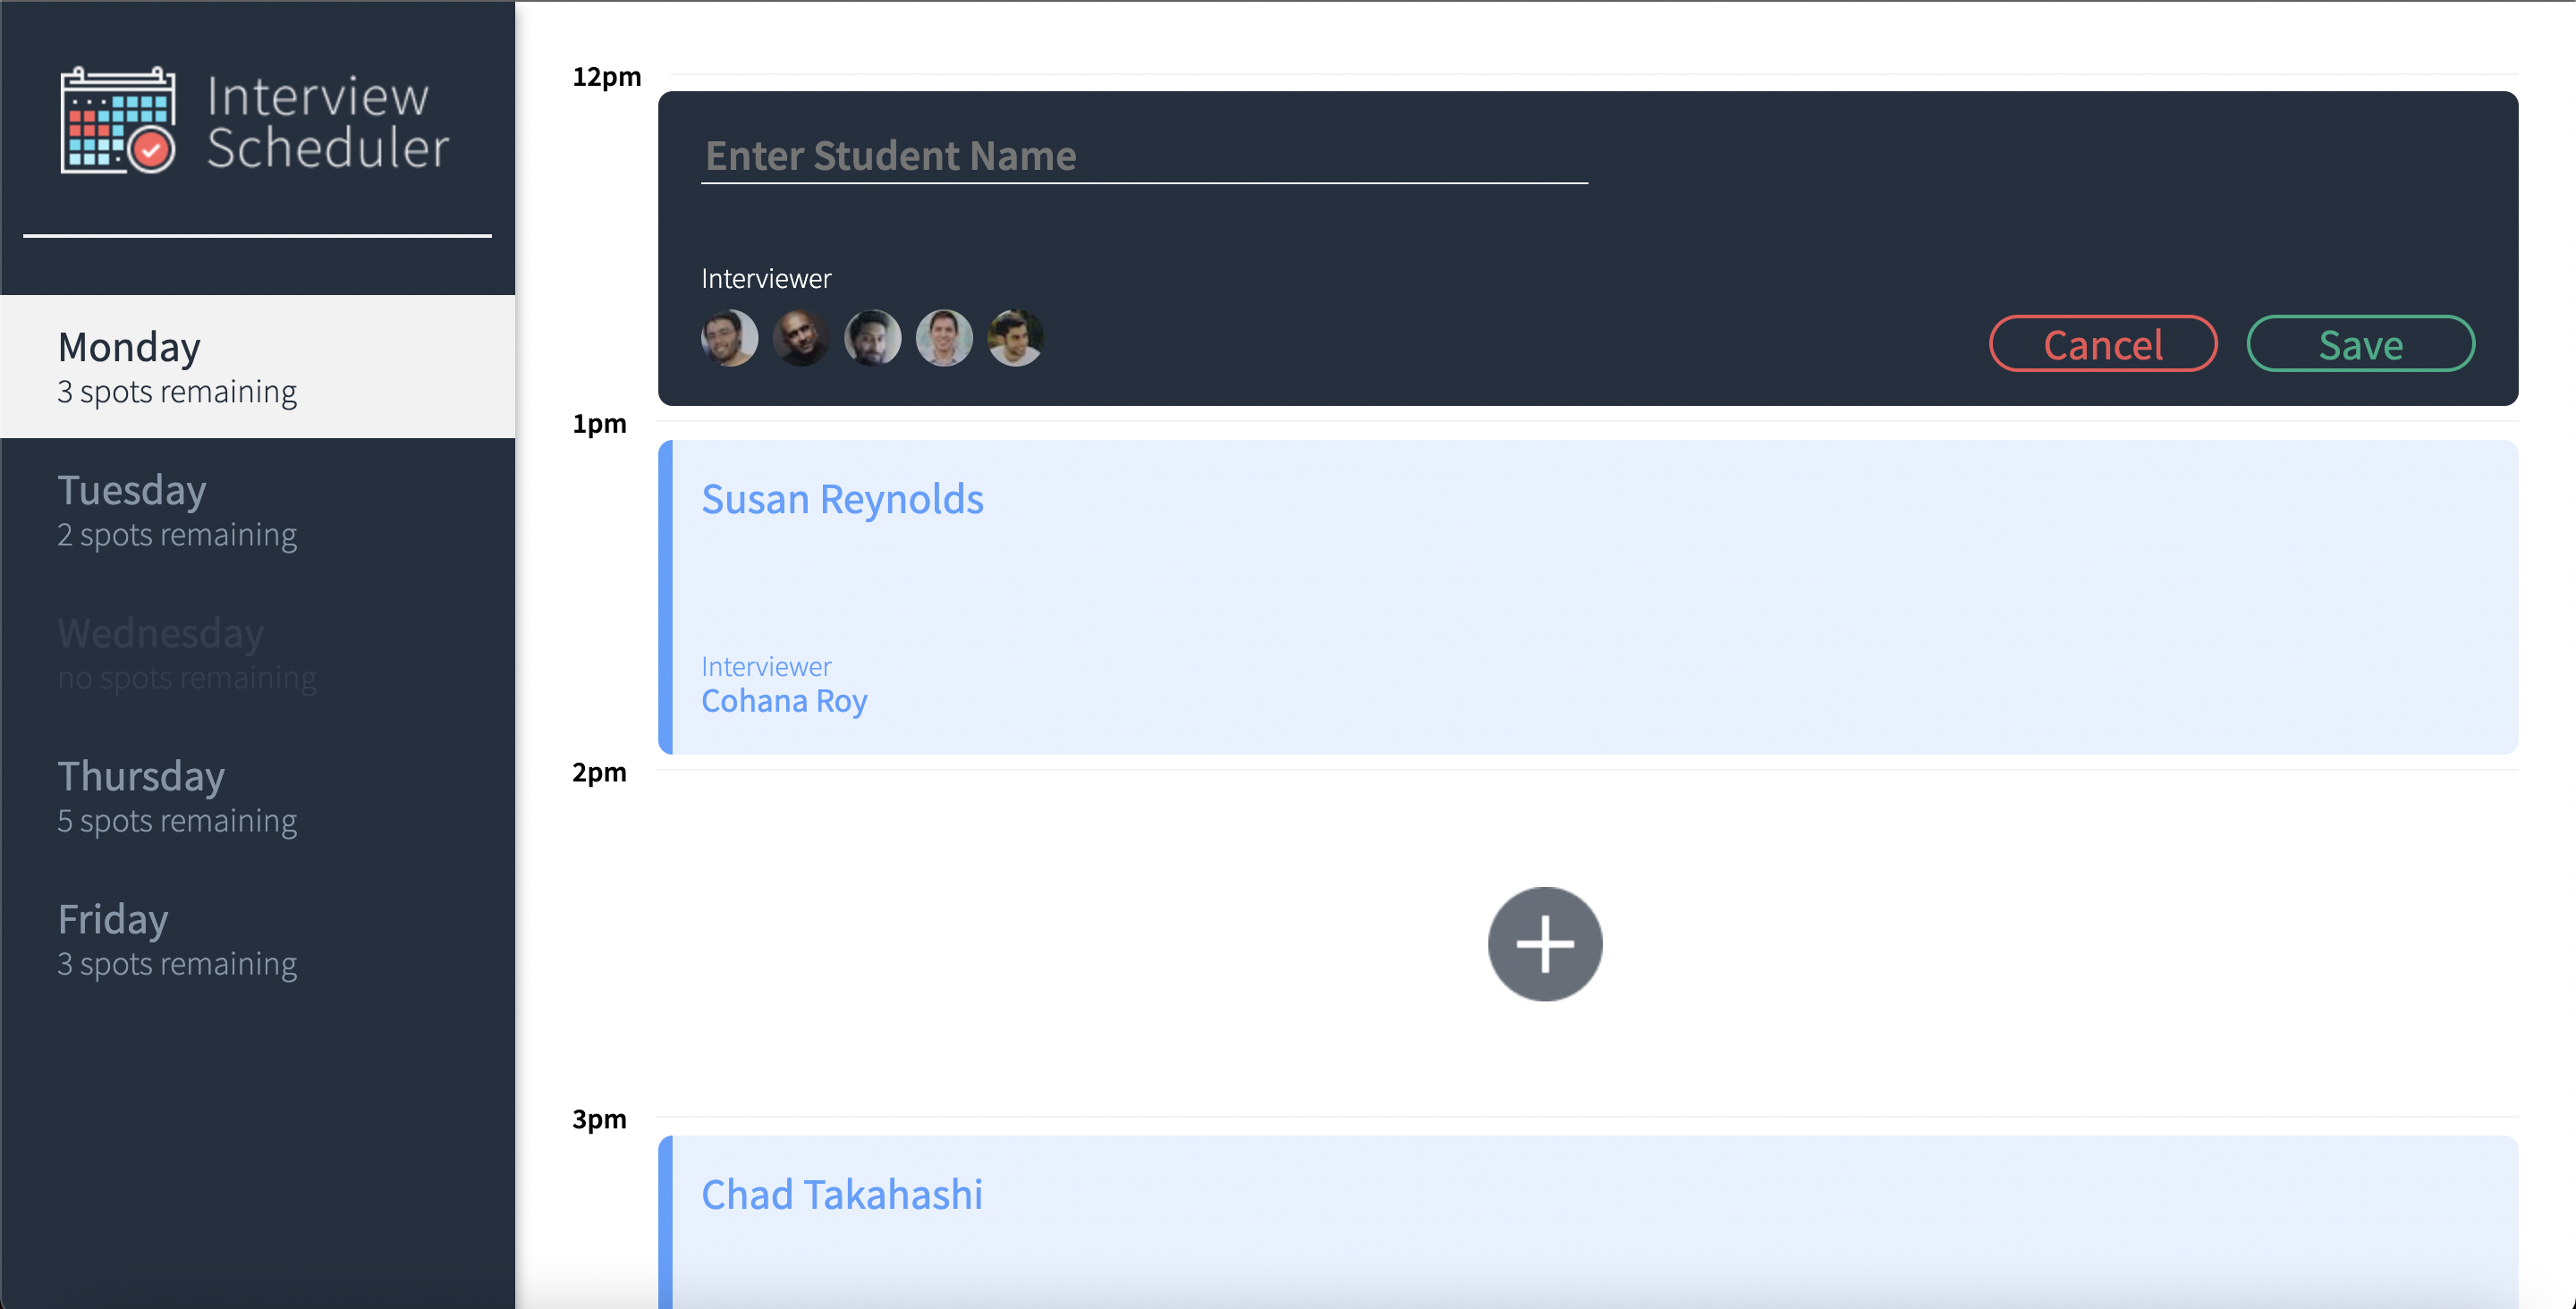 Interview
Scheduler
Monday
3 spots remaining
Tuesday
2 spots remaining
Wednesday
no spots remaining
Thursday
5 spots remaining
Friday
3 spots remaining
12pm
Enter Student Name
Interviewer
Cancel
Save
1pm
Susan Reynolds
Interviewer
Cohana Roy
2pm
3pm
Chad Takahashi